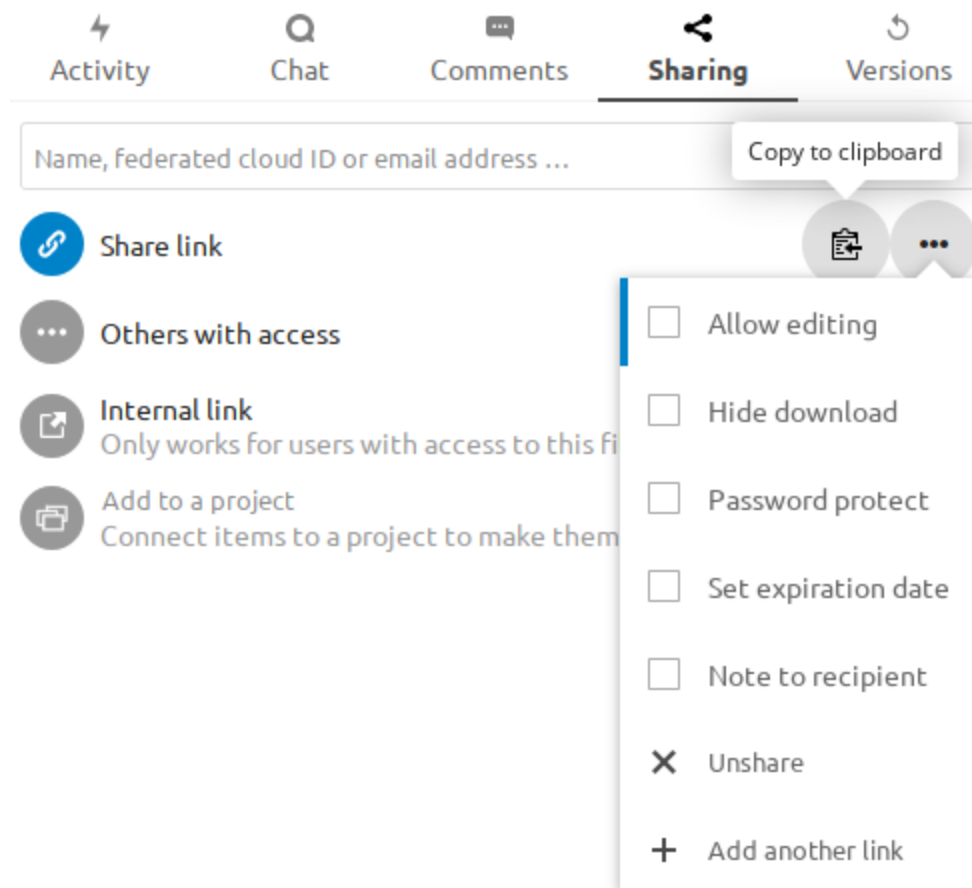 Activity
Chat
Comments
Sharing
Versions
Name, federated cloud ID or email address ...
Copy to clipboard
Share link
Others with access
Internal link
Only works for users with access to this fi
Add to a project
Connect items to a project to make them
Allow editing
Hide download
Password protect
Set expiration date
Note to recipient
Unshare
Add another link